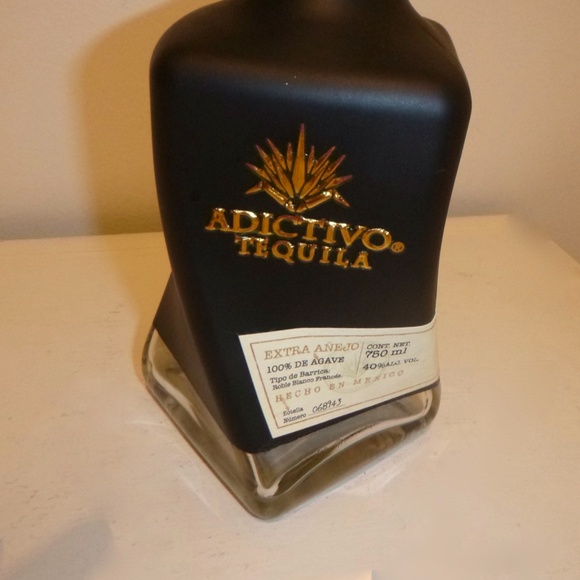 ADICTIVO®
TEQUILA
EXTRA AÑEJO
100% DE AGAVE
Tipo de Barrica
Roble Blanco Francés
CONT. NET.
750 ml
40%ALC. VOL.
HECHO EN MEXICO
Botella
Número 068943